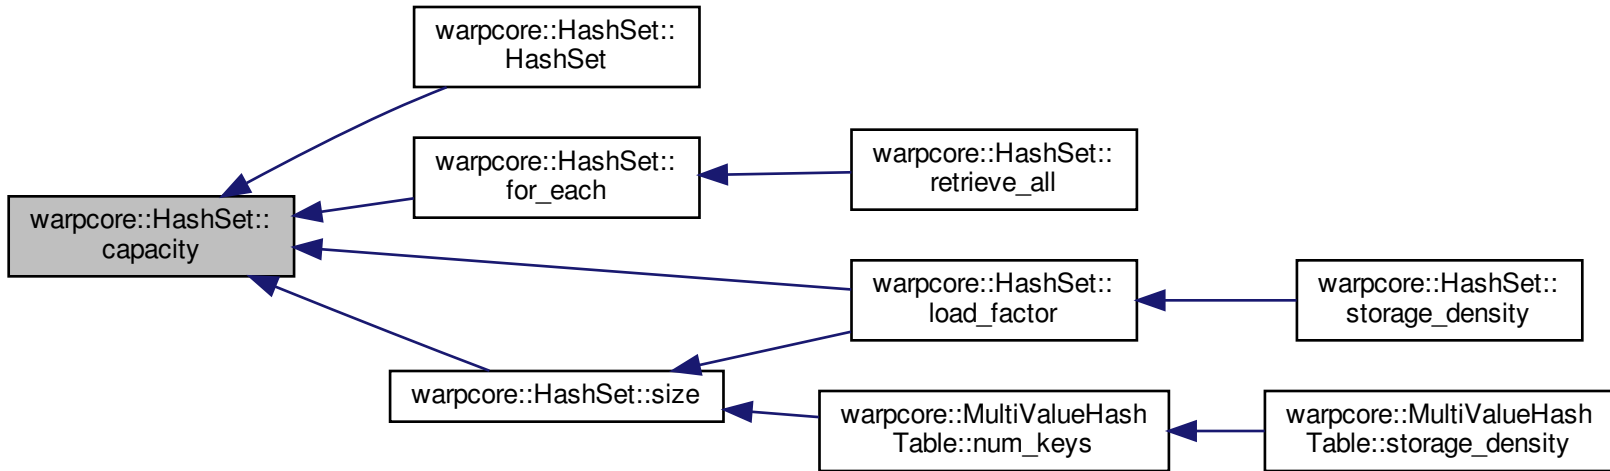 warpcore::HashSet::
HashSet
warpcore::HashSet::
for_each
warpcore::HashSet::
retrieve_all
warpcore::HashSet::
capacity
warpcore::HashSet::
load_factor
warpcore::HashSet::
storage_density
warpcore::HashSet::size
warpcore::MultiValueHash
Table::num_keys
warpcore::MultiValueHash
Table::storage_density